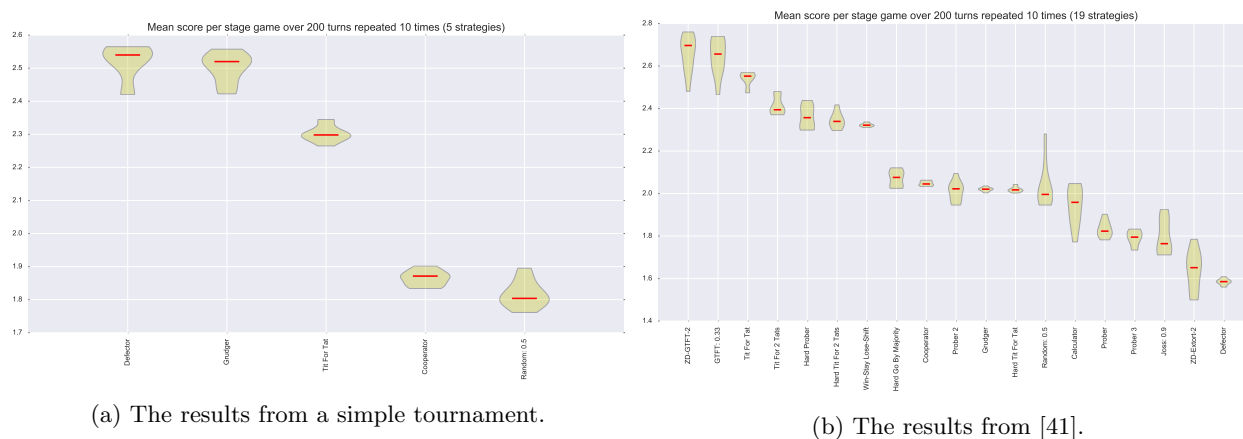 Mean score per stage game over 200 turns repeated 10 times (5 strategies)
2.6
2.5
2.4
2.3
2.2
2.1
2.0
1.9
1.8
1.7
Defector
Grudger
Tit For Tat
Cooperator
Random: 0.5
(a) The results from a simple tournament.
Mean score per stage game over 200 turns repeated 10 times (19 strategies)
2.8
2.6
2.4
2.2
2.0
1.8
1.6
1.4
ZD-GTFT-2
GTFT: 0.33
Tit For Tat
Tit For 2 Tats
Hard Prober
Hard Tit For 2 Tats
Win-Stay Lose-Shift
Hard Go By Majority
Cooperator
Prober 2
Grudger
Hard Tit For Tat
Random: 0.5
Calculator
Prober
Prober 3
Joss: 0.9
ZD-Extort-2
Defector
(b) The results from [41].